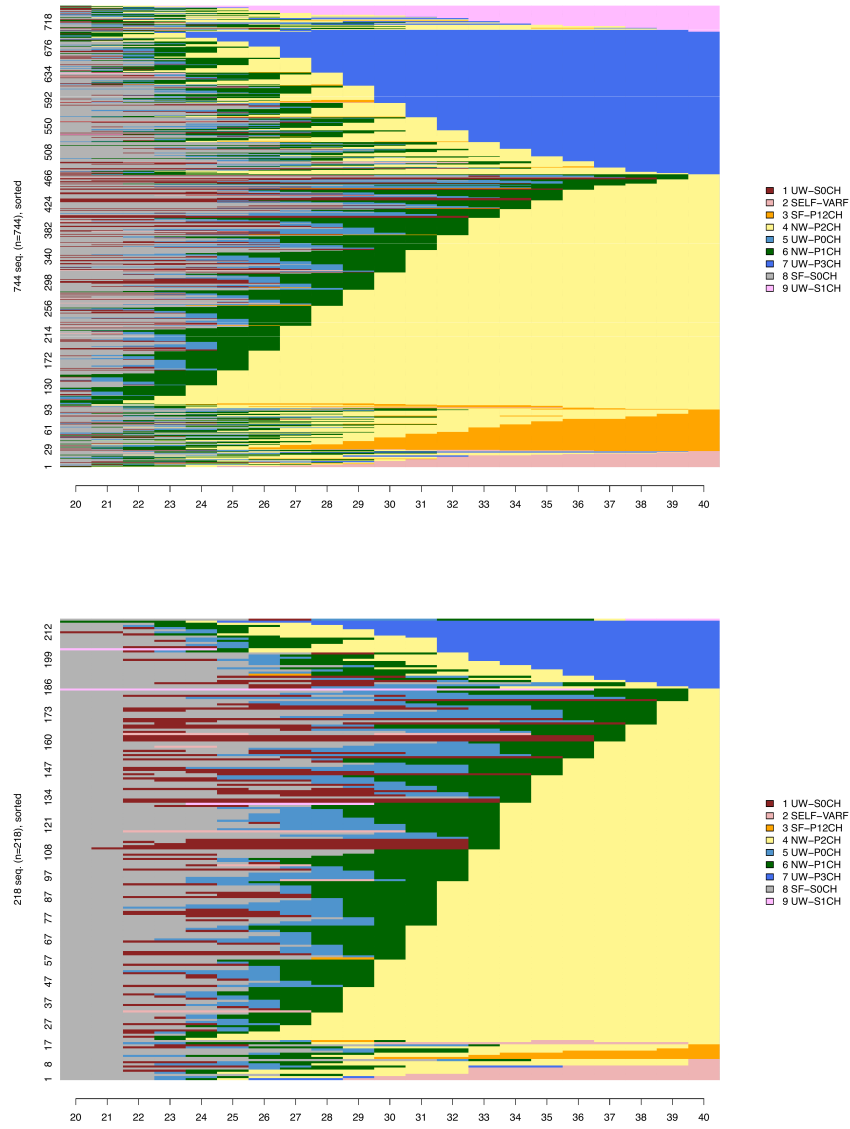 744 seq. (n=744), sorted
718
676
634
592
550
508
466
424
382
340
298
256
214
172
130
93
61
29
1
20 21 22 23 24 25 26 27 28 29 30 31 32 33 34 35 36 37 38 39 40
1 UW-S0CH
2 SELF-VARF
3 SF-P12CH
4 NW-P2CH
5 UW-P0CH
6 NW-P1CH
7 UW-P3CH
8 SF-S0CH
9 UW-S1CH
218 seq. (n=218), sorted
212
199
186
173
160
147
134
121
108
97
87
77
67
57
47
37
27
17
8
1
20 21 22 23 24 25 26 27 28 29 30 31 32 33 34 35 36 37 38 39 40
1 UW-S0CH
2 SELF-VARF
3 SF-P12CH
4 NW-P2CH
5 UW-P0CH
6 NW-P1CH
7 UW-P3CH
8 SF-S0CH
9 UW-S1CH